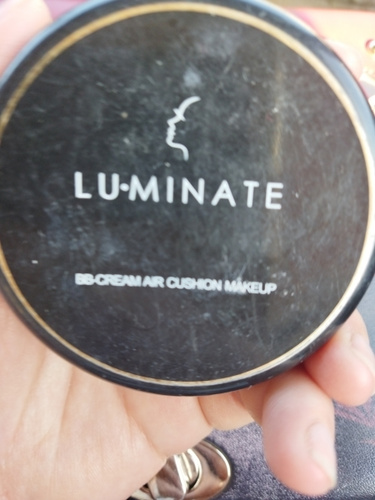 LU·MINATE
BB·CREAM AIR CUSHION MAKEUP